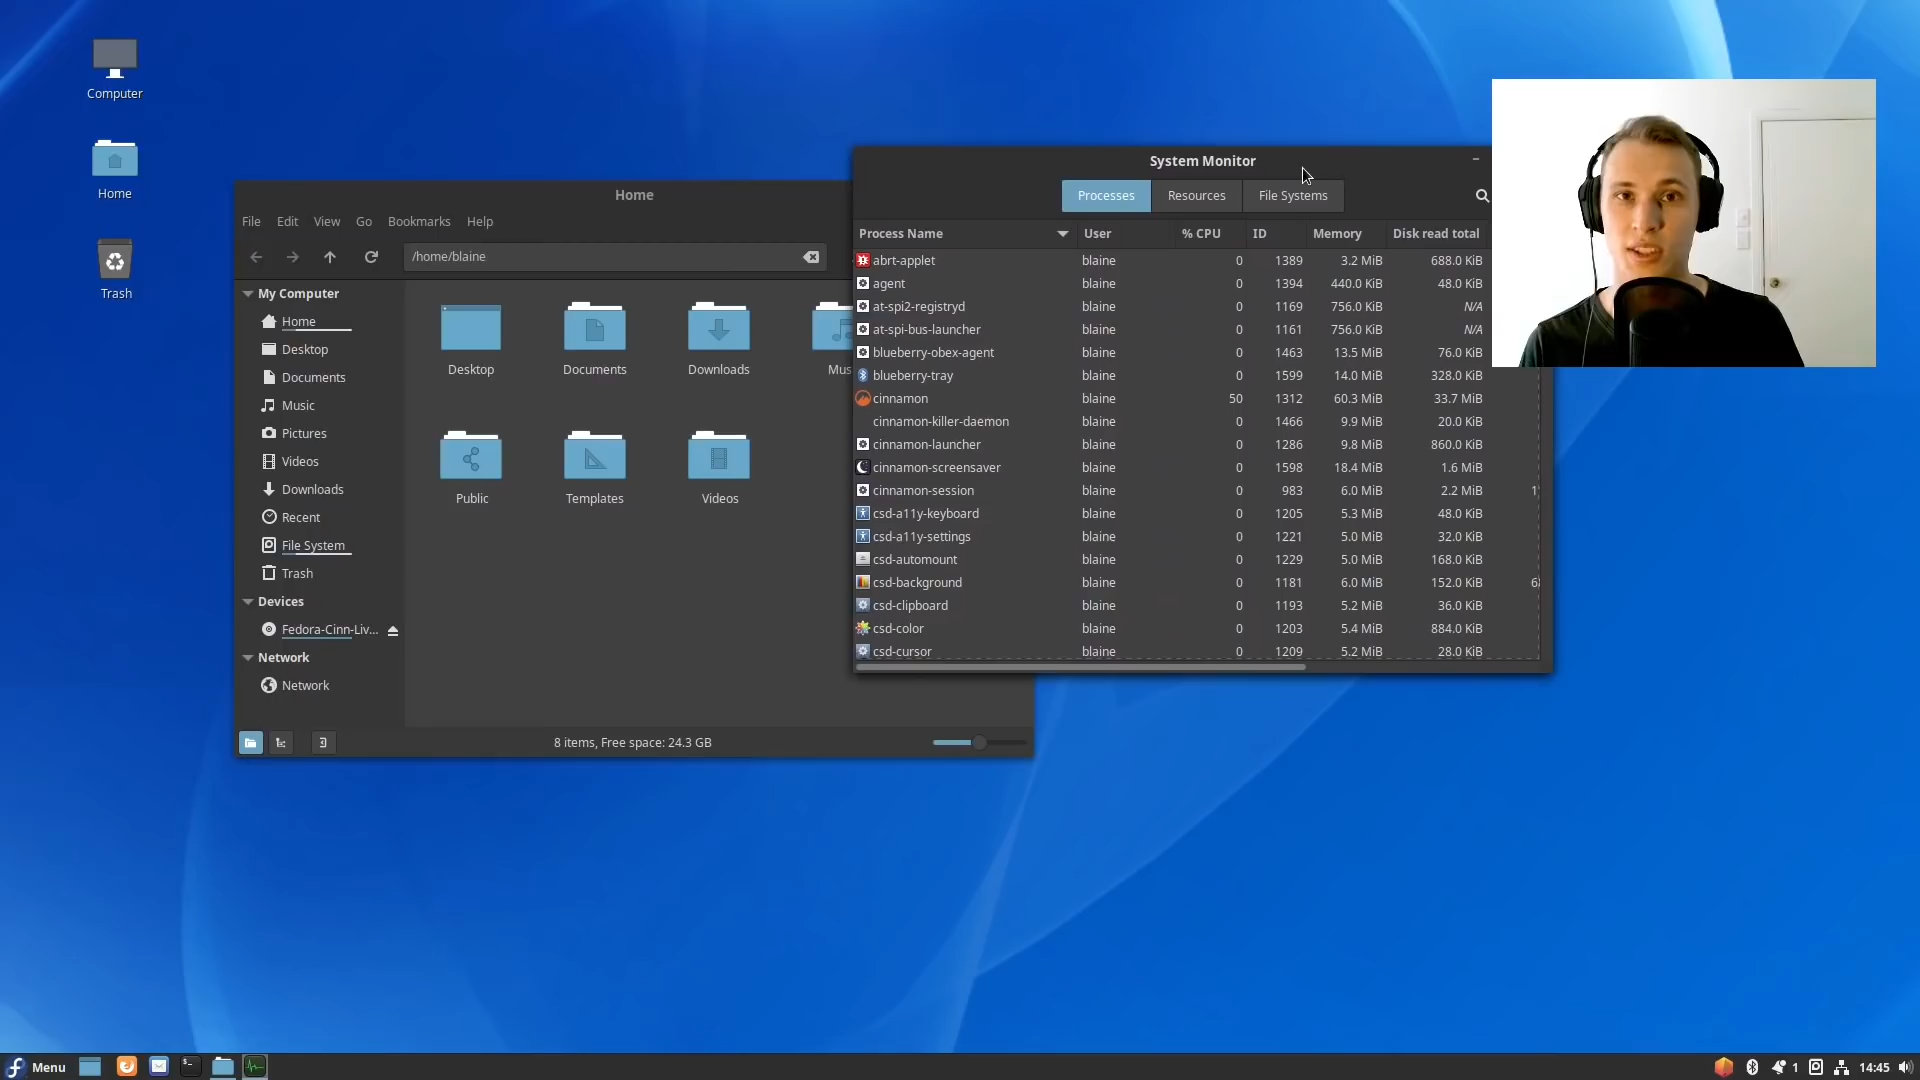 Computer
Home
Trash
Home
File Edit View Go Bookmarks Help
/home/blaine
My Computer
Home
Desktop
Documents
Music
Pictures
Videos
Downloads
Recent
File System
Trash
Devices
Fedora-Cinn-Liv...
Network
Network
Desktop
Documents
Downloads
Mus
Public
Templates
Videos
8 items, Free space: 24.3 GB
System Monitor
Processes Resources File Systems
Process Name User % CPU ID Memory Disk read total
abrt-applet blaine 0 1389 3.2 MiB 688.0 KiB
agent blaine 0 1394 440.0 KiB 48.0 KiB
at-spi2-registryd blaine 0 1169 756.0 KiB N/A
at-spi-bus-launcher blaine 0 1161 756.0 KiB N/A
blueberry-obex-agent blaine 0 1463 13.5 MiB 76.0 KiB
blueberry-tray blaine 0 1599 14.0 MiB 328.0 KiB
cinnamon blaine 50 1312 60.3 MiB 33.7 MiB
cinnamon-killer-daemon blaine 0 1466 9.9 MiB 20.0 KiB
cinnamon-launcher blaine 0 1286 9.8 MiB 860.0 KiB
cinnamon-screensaver blaine 0 1598 18.4 MiB 1.6 MiB
cinnamon-session blaine 0 983 6.0 MiB 2.2 MiB
csd-a11y-keyboard blaine 0 1205 5.3 MiB 48.0 KiB
csd-a11y-settings blaine 0 1221 5.0 MiB 32.0 KiB
csd-automount blaine 0 1229 5.0 MiB 168.0 KiB
csd-background blaine 0 1181 6.0 MiB 152.0 KiB
csd-clipboard blaine 0 1193 5.2 MiB 36.0 KiB
csd-color blaine 0 1203 5.4 MiB 884.0 KiB
csd-cursor blaine 0 1209 5.2 MiB 28.0 KiB
Menu
1
14:45